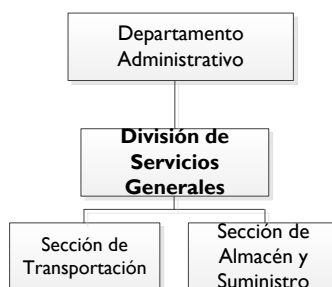 Departamento
Administrativo
División de
Servicios
Generales
Sección de
Transportación
Sección de
Almacén y
Suministro